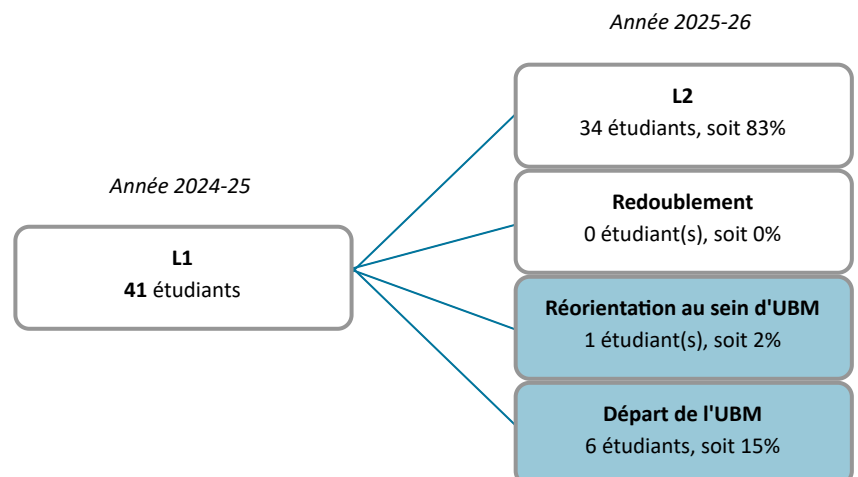 Année 2025-26
L2
34 étudiants, soit 83%
Année 2024-25
Redoublement
0 étudiant(s), soit 0%
L1
41 étudiants
Réorientation au sein d'UBM
1 étudiant(s), soit 2%
Départ de l'UBM
6 étudiants, soit 15%